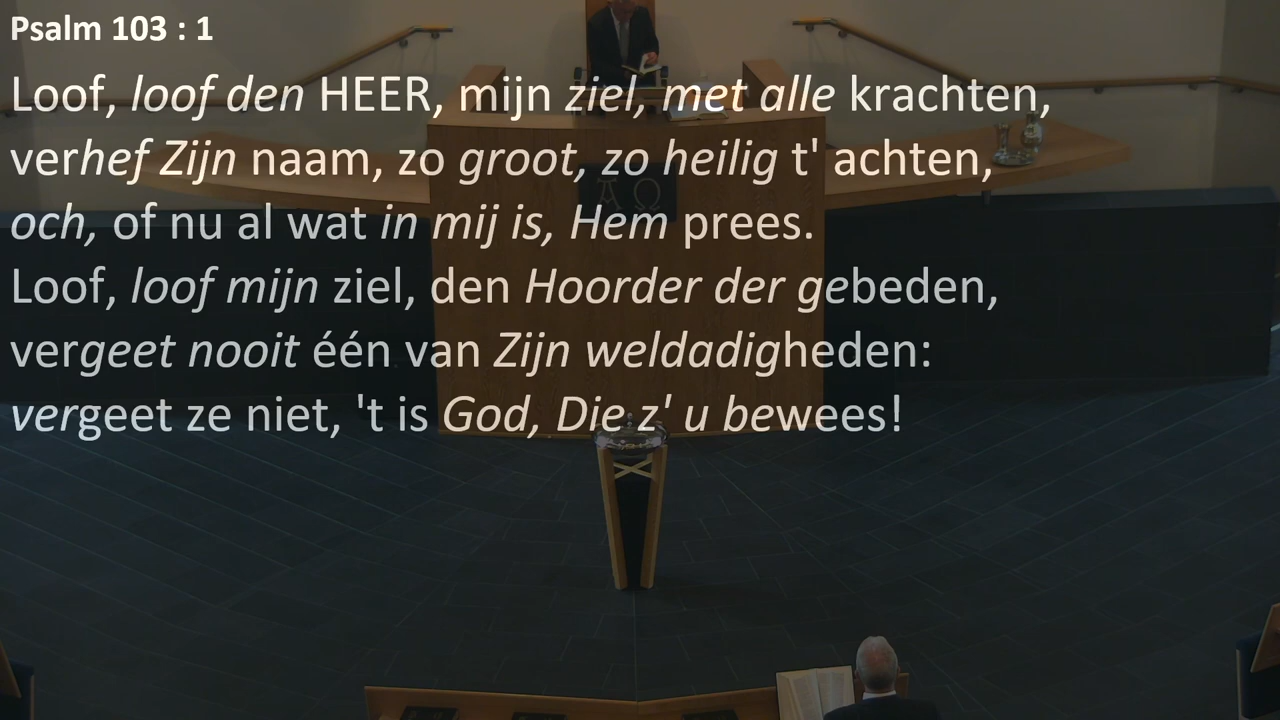 Psalm 103 : 1
Loof, loof den HEER, mijn ziel, met alle krachten,
verhef Zijn naam, zo groot, zo heilig t' achten,
och, of nu al wat in mij is, Hem prees.
Loof, loof mijn ziel, den Hoorder der gebeden,
vergeet nooit één van Zijn weldadigheden:
vergeet ze niet, 't is God, Die z' u bewees!
Α Ω